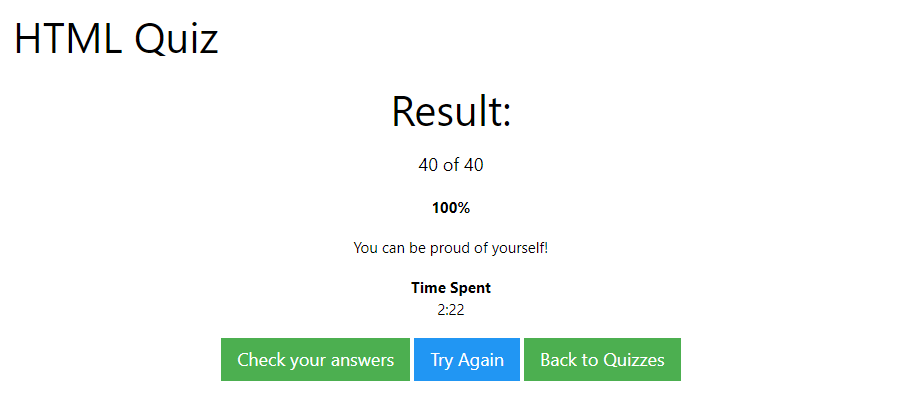 HTML Quiz
Result:
40 of 40
100%
You can be proud of yourself!
Time Spent
2:22
Check your answers Try Again Back to Quizzes